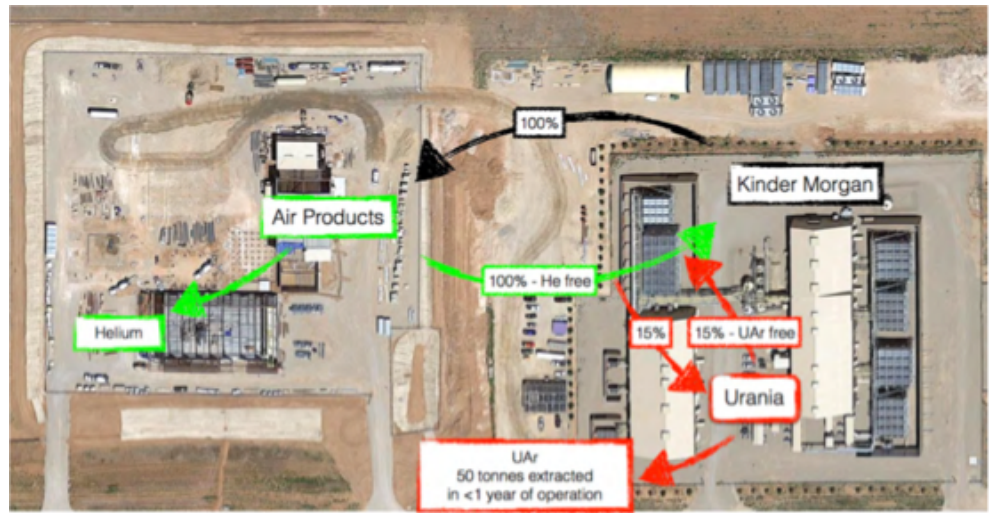 100%
Kinder Morgan
Air Products
100% - He free
Helium
15%
15% - UAr free
Urania
UAr
50 tonnes extracted
in <1 year of operation